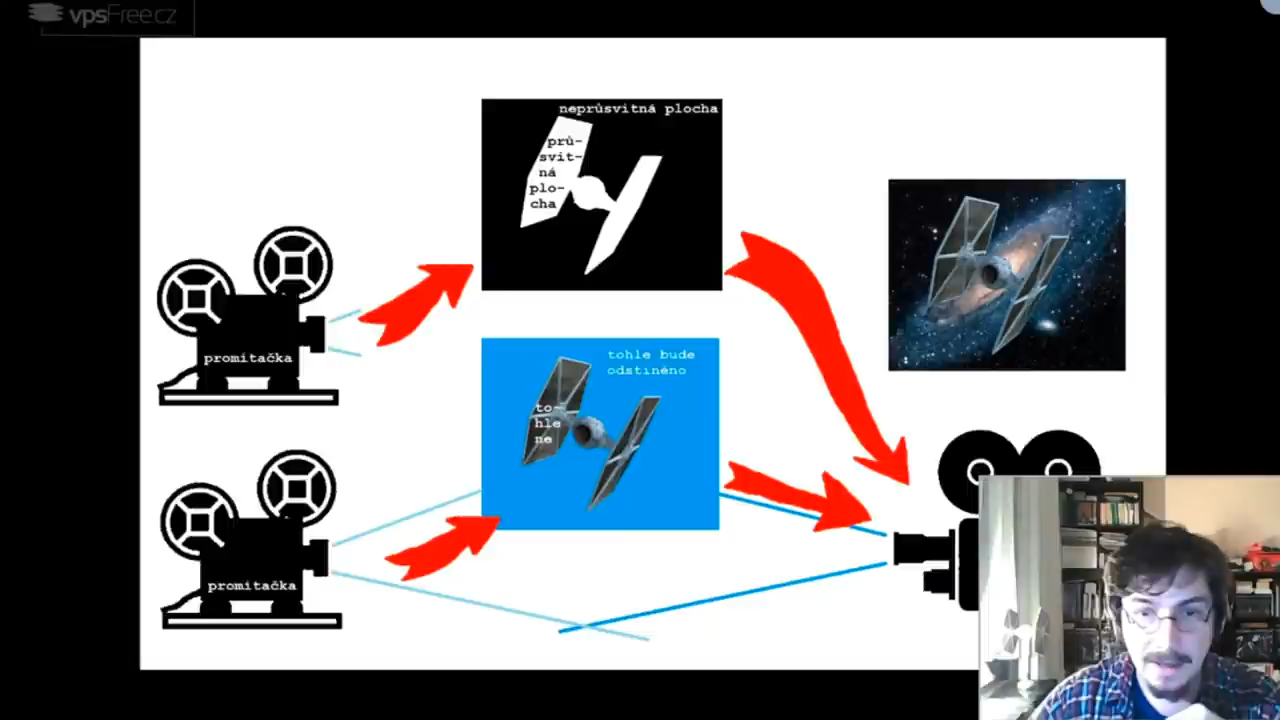 vpsFree.cz
neprůsvitná plocha
prů-
svit-
ná
plo-
cha
promítačka
tohle bude
odstíněno
to-
hle
ne
promítačka